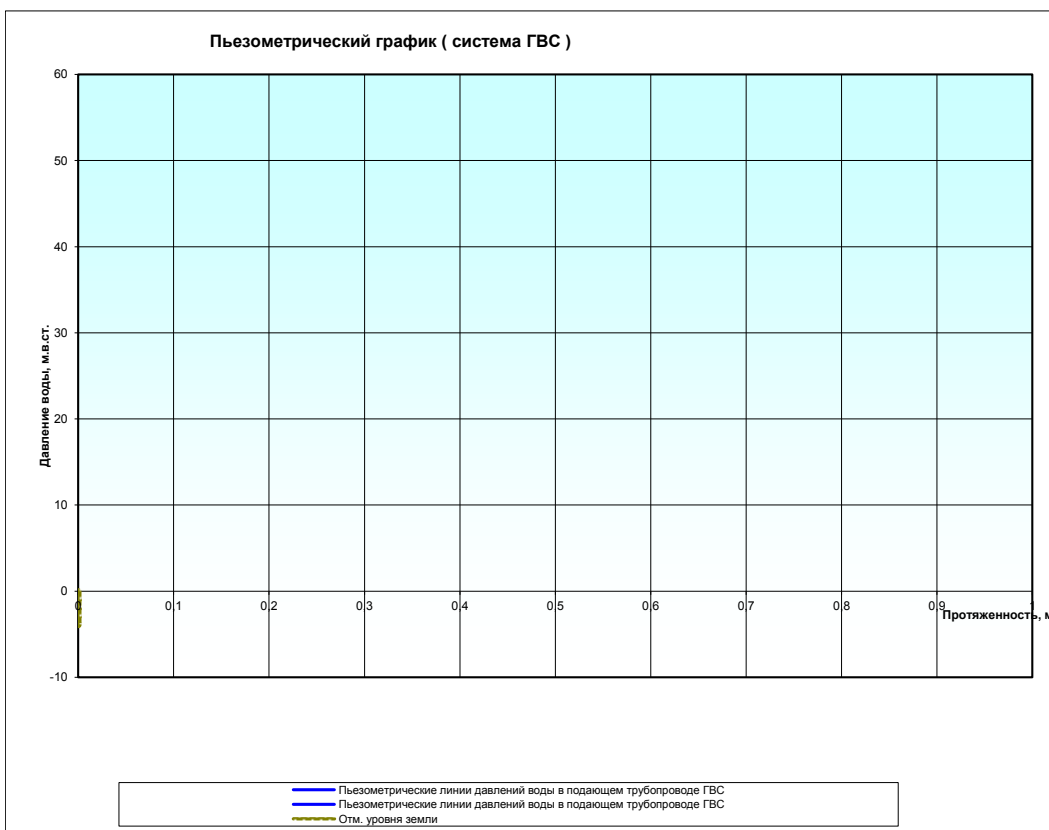 Пьезометрический график ( система ГВС )
Давление воды, м.в.ст.
60
50
40
30
20
10
0
-10
0 0,1 0,2 0,3 0,4 0,5 0,6 0,7 0,8 0,9 1
Протяженность, м
Пьезометрические линии давлений воды в подающем трубопроводе ГВС
Пьезометрические линии давлений воды в подающем трубопроводе ГВС
Отм. уровня земли